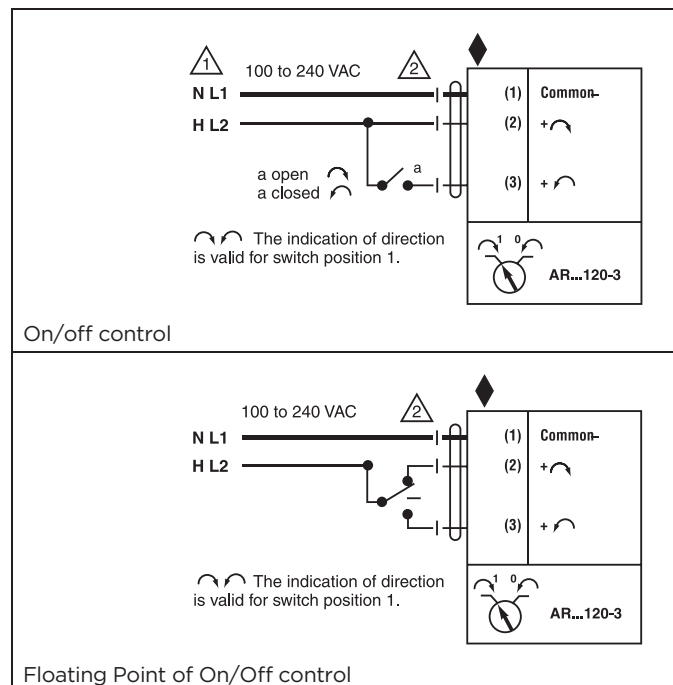 1
100 to 240 VAC
2
N L1
(1) Common–
H L2
(2) +
a open
a
a closed
(3) +
The indication of direction
is valid for switch position 1.
1 0
AR...120-3
On/off control
100 to 240 VAC
2
N L1
(1) Common–
H L2
(2) +
(3) +
The indication of direction
is valid for switch position 1.
1 0
AR...120-3
Floating Point of On/Off control